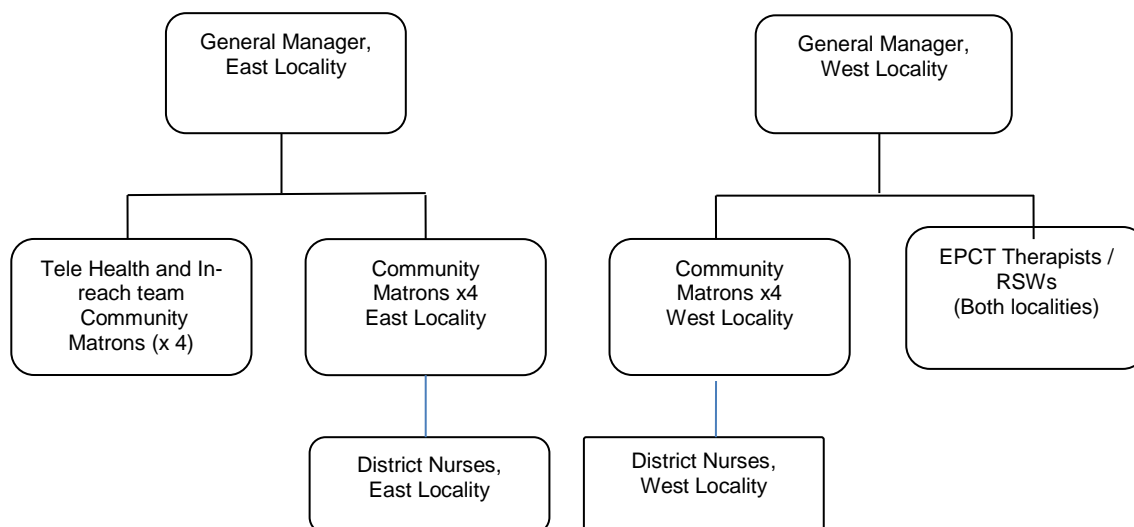 General Manager,
East Locality
General Manager,
West Locality
Tele Health and In-
reach team
Community
Matrons (x 4)
Community
Matrons x4
East Locality
Community
Matrons x4
West Locality
EPCT Therapists /
RSWs
(Both localities)
District Nurses,
East Locality
District Nurses,
West Locality